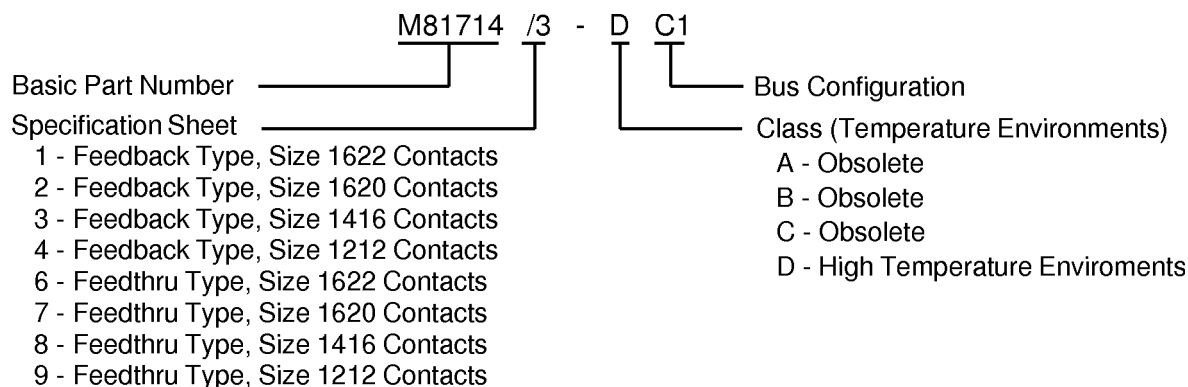 M81714 /3 - D C1
Basic Part Number
Bus Configuration
Specification Sheet
Class (Temperature Environments)
1 - Feedback Type, Size 1622 Contacts
2 - Feedback Type, Size 1620 Contacts
3 - Feedback Type, Size 1416 Contacts
4 - Feedback Type, Size 1212 Contacts
6 - Feedthru Type, Size 1622 Contacts
7 - Feedthru Type, Size 1620 Contacts
8 - Feedthru Type, Size 1416 Contacts
9 - Feedthru Type, Size 1212 Contacts
A - Obsolete
B - Obsolete
C - Obsolete
D - High Temperature Enviroments